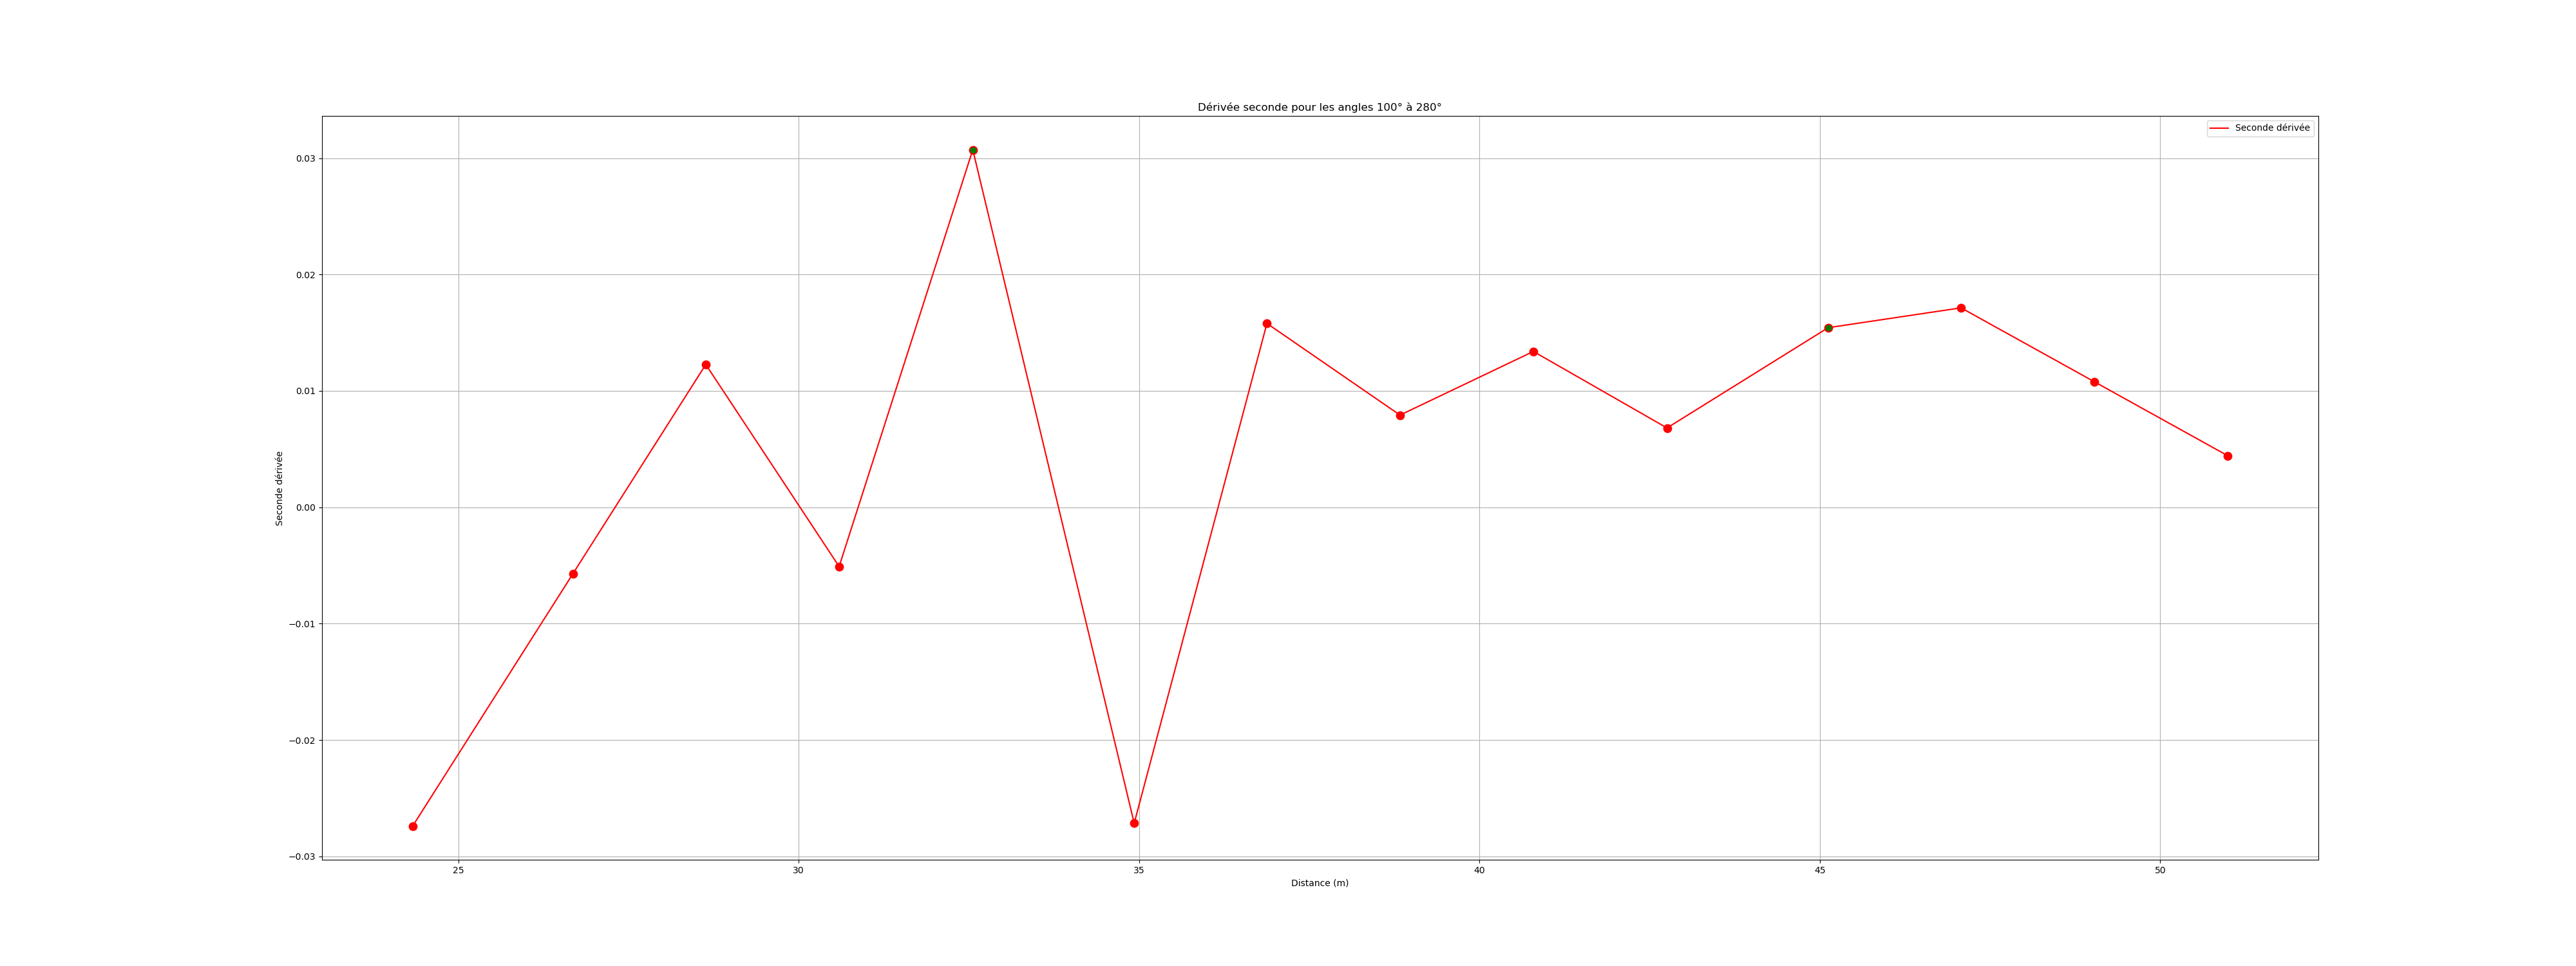 Dérivée seconde pour les angles 100° à 280°
Seconde dérivée
0.03
0.02
0.01
0.00
−0.01
−0.02
−0.03
Seconde dérivée
25 30 35 40 45 50
Distance (m)